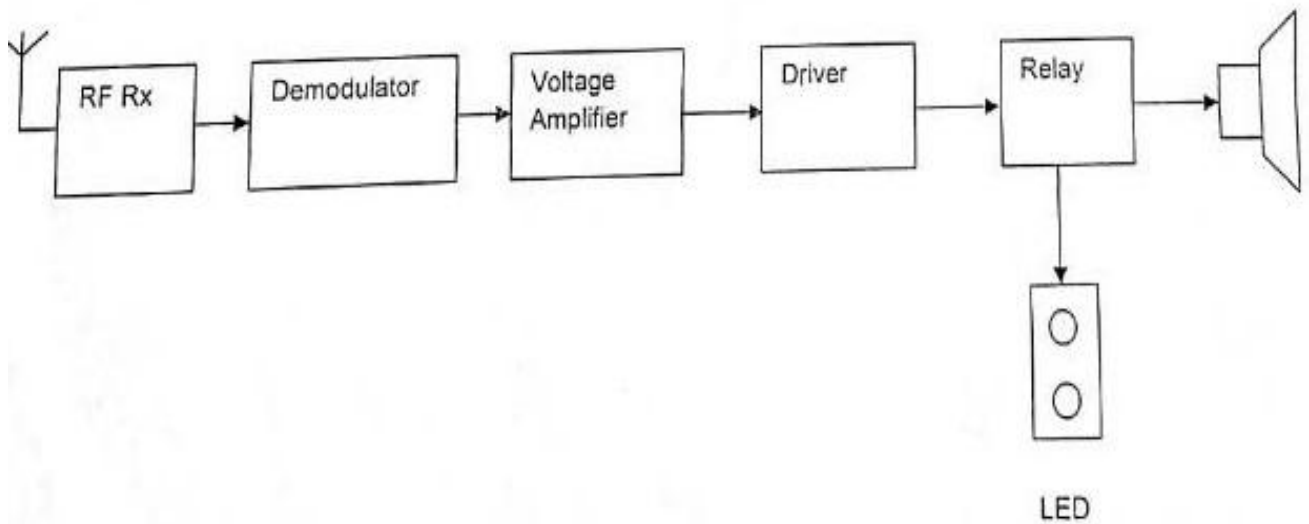 RF Rx
Demodulator
Voltage
Amplifier
Driver
Relay
LED